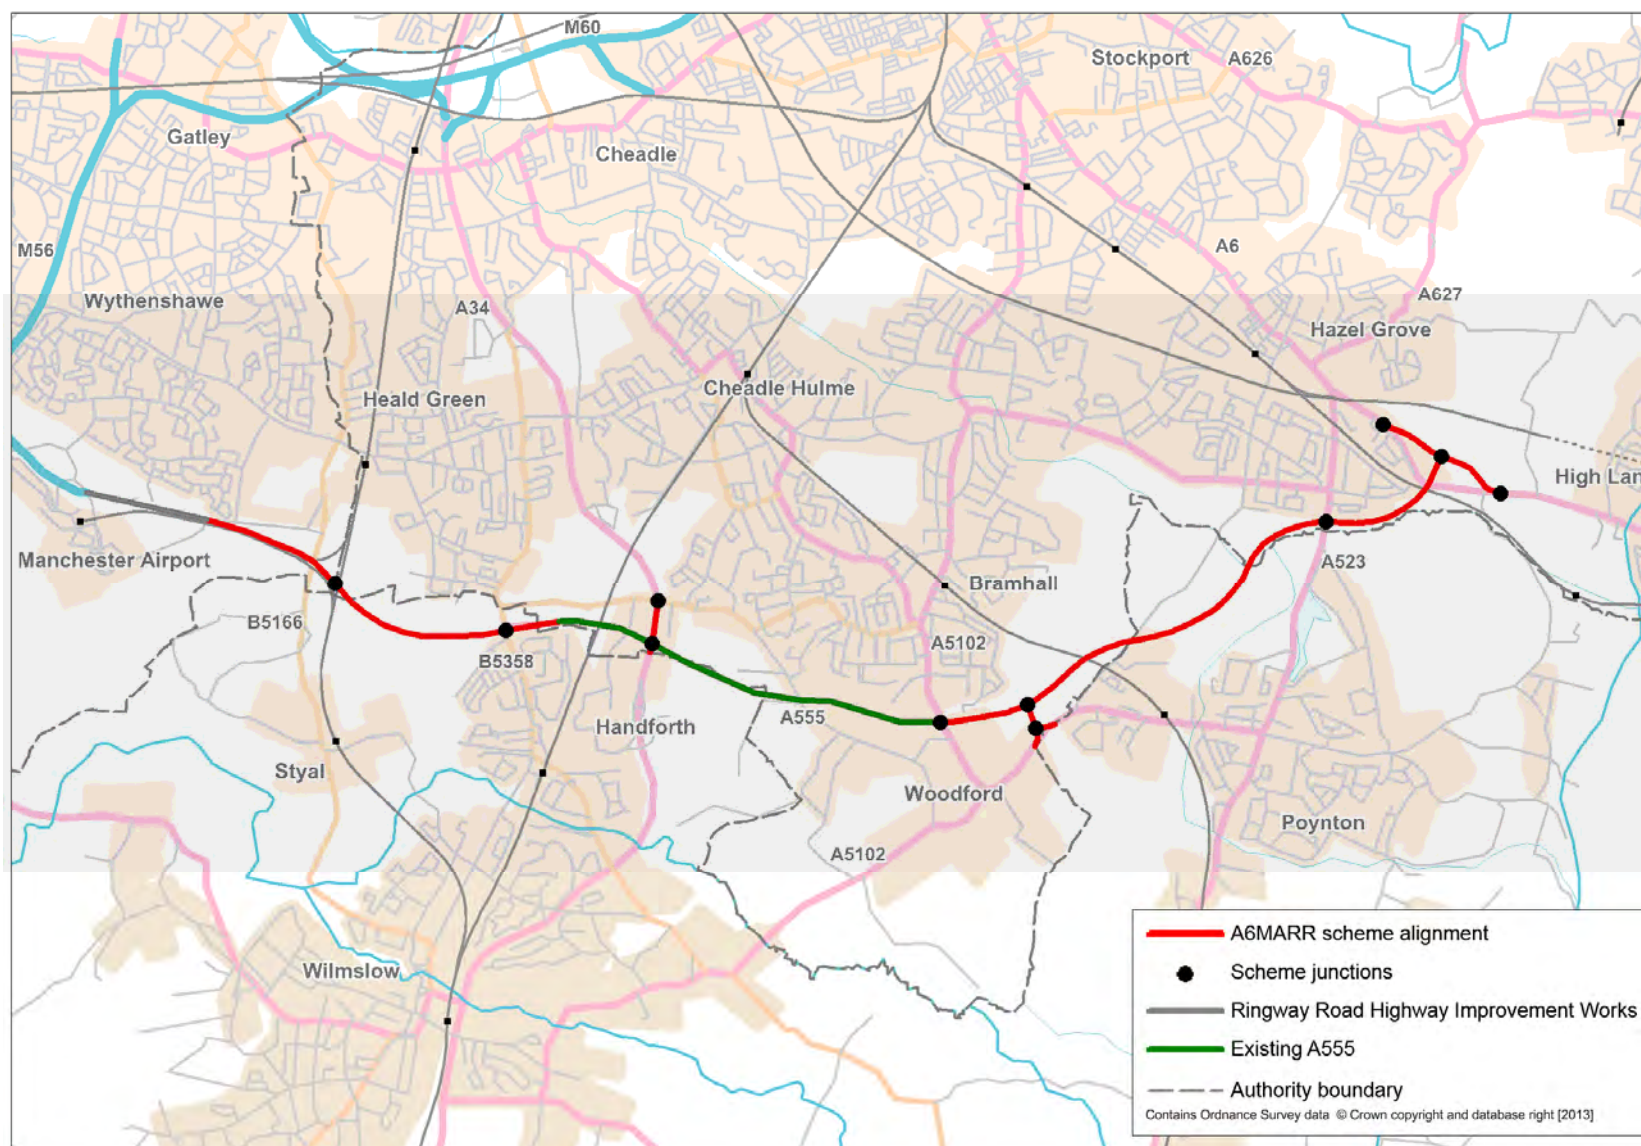 M60
Stockport
A626
Gatley
Cheadle
M56
A6
Wythenshawe
A34
A627
Hazel Grove
Cheadle Hulme
Heald Green
High Lan
Manchester Airport
A523
Bramhall
B5166
A5102
B5358
A555
Handforth
Styal
Woodford
Poynton
A5102
Wilmslow
A6MARR scheme alignment
Scheme junctions
Ringway Road Highway Improvement Works
Existing A555
Authority boundary
Contains Ordnance Survey data © Crown copyright and database right [2013]